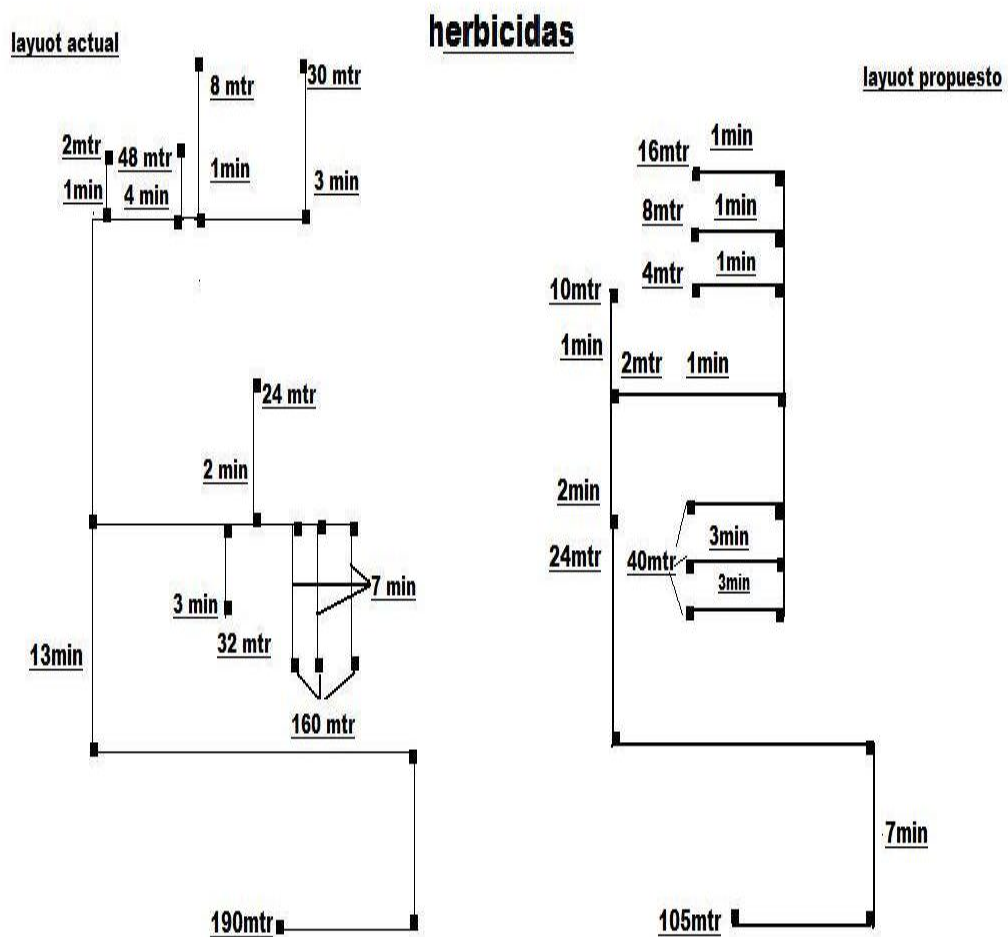 herbicidas
layuot actual
8 mtr
30 mtr
2mtr
48 mtr
1min
4 min
1min
3 min
24 mtr
2 min
3 min
32 mtr
7 min
160 mtr
13min
190mtr
layuot propuesto
16mtr
1min
8mtr
1min
4mtr
1min
10mtr
1min
2mtr
1min
2min
24mtr
40mtr
3min
3min
7min
105mtr